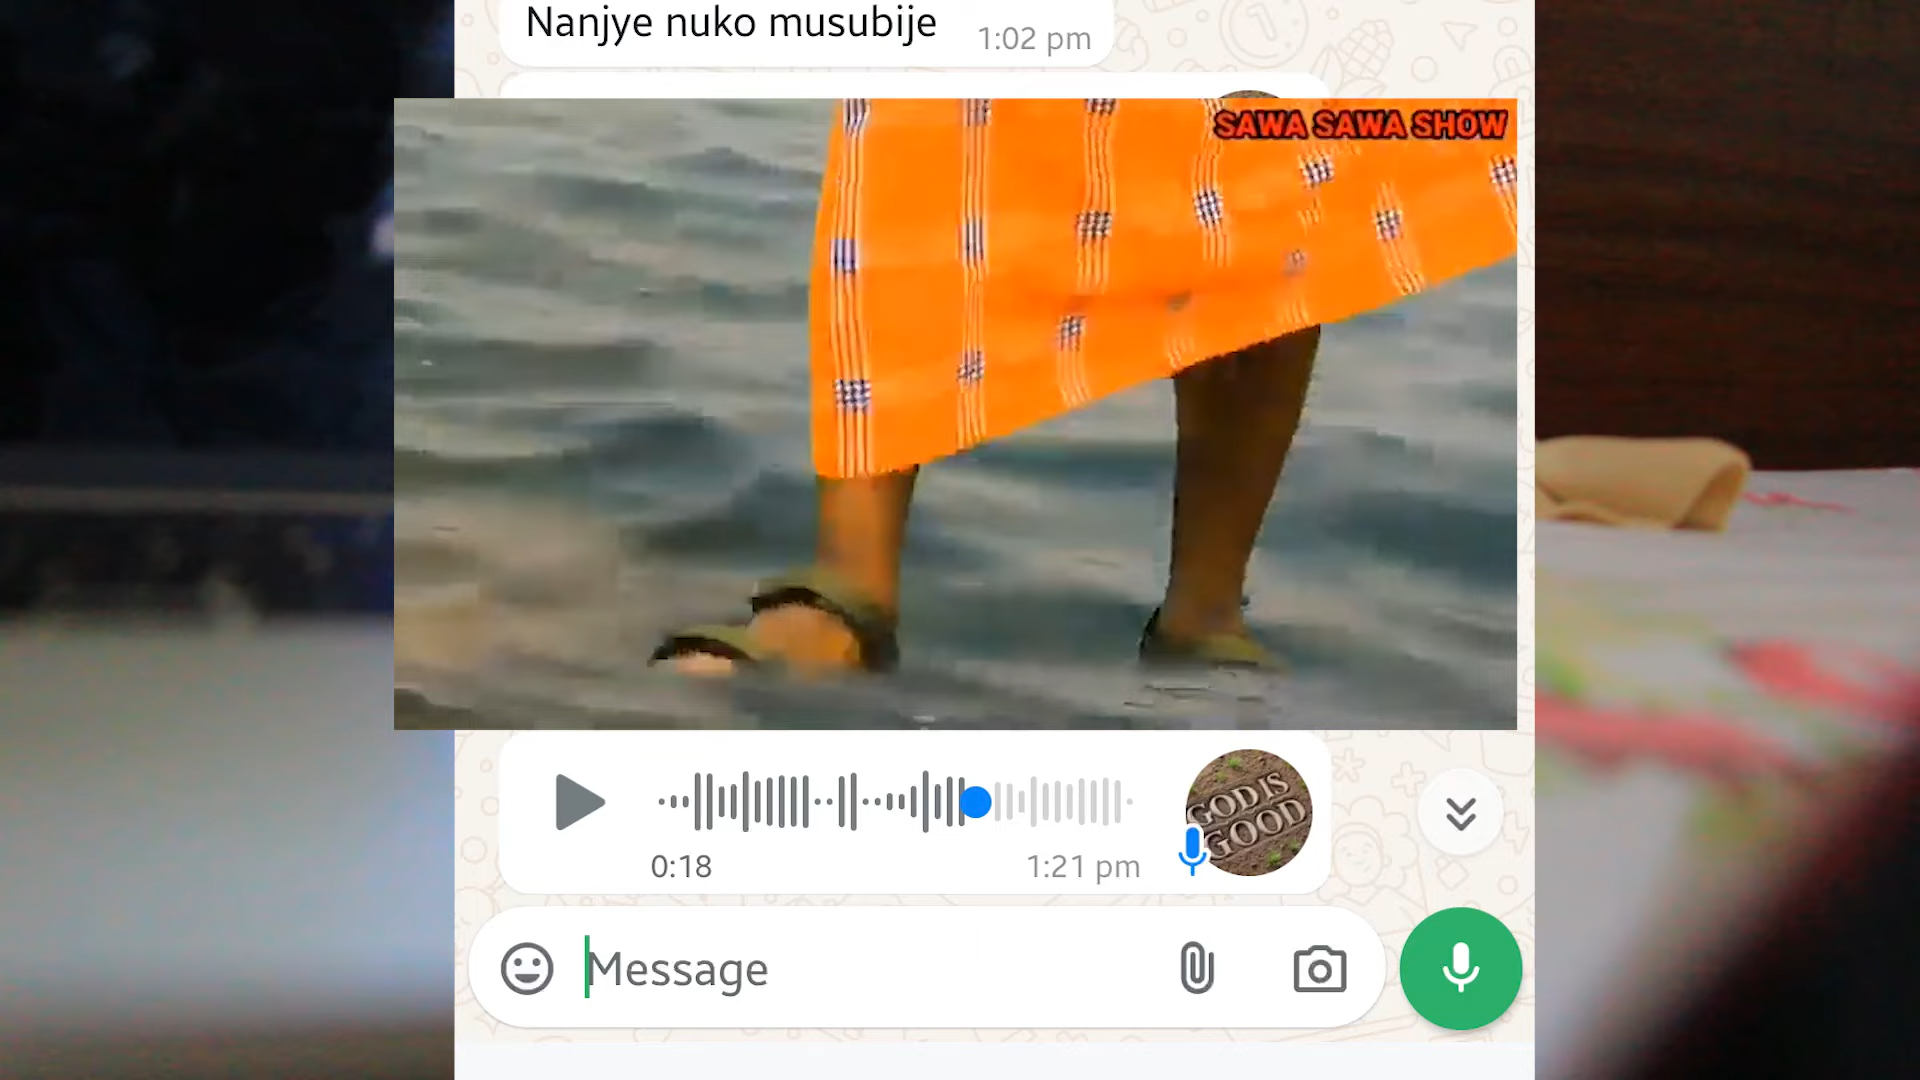 Nanjye nuko musubije
1:02 pm
SAWA SAWA SHOW
GOD IS
GOOD
0:18
1:21 pm
Message